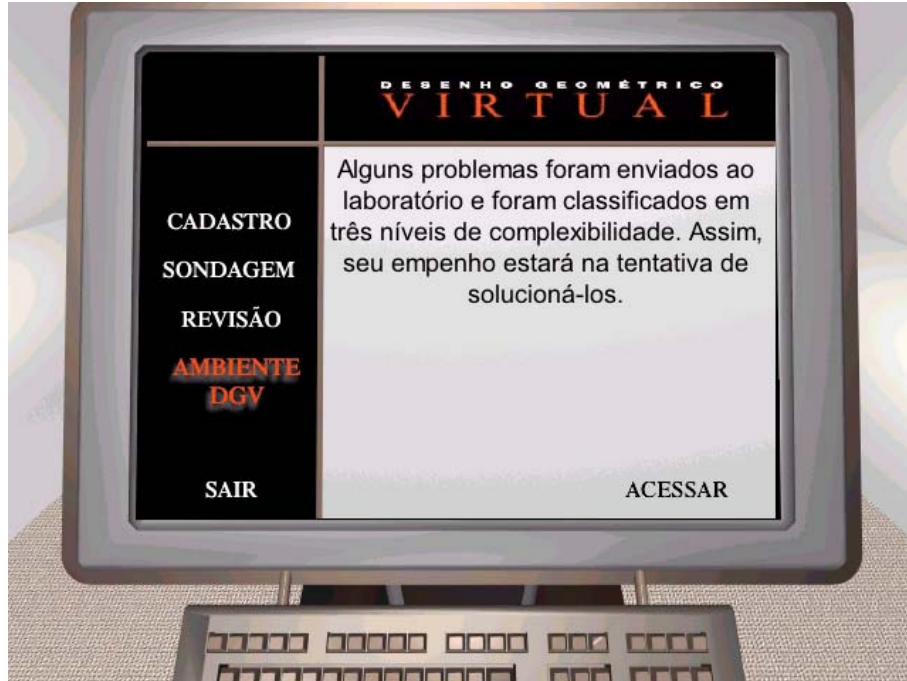 DESENHO GEOMÉTRICO
VIRTUAL
Alguns problemas foram enviados ao
laboratório e foram classificados em
três níveis de complexibilidade. Assim,
seu empenho estará na tentativa de
solucioná-los.
CADASTRO
SONDAGEM
REVISÃO
AMBIENTE
DGV
SAIR
ACESSAR